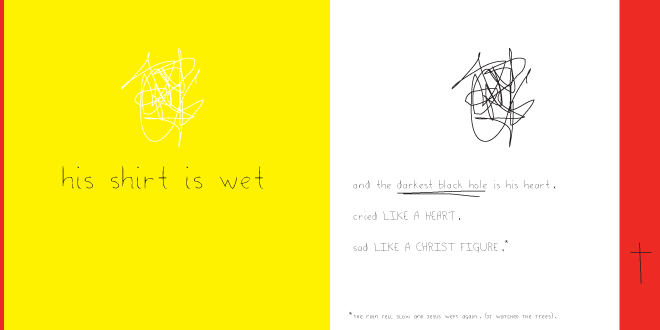 his shirt is wet
and the darkest black hole is his heart.
cried LIKE A HEART.
sad LIKE A CHRIST FIGURE.*
*THE RAIN FELL SLOW AND JESUS WEPT AGAIN. (IT WATCHED THE TREES).